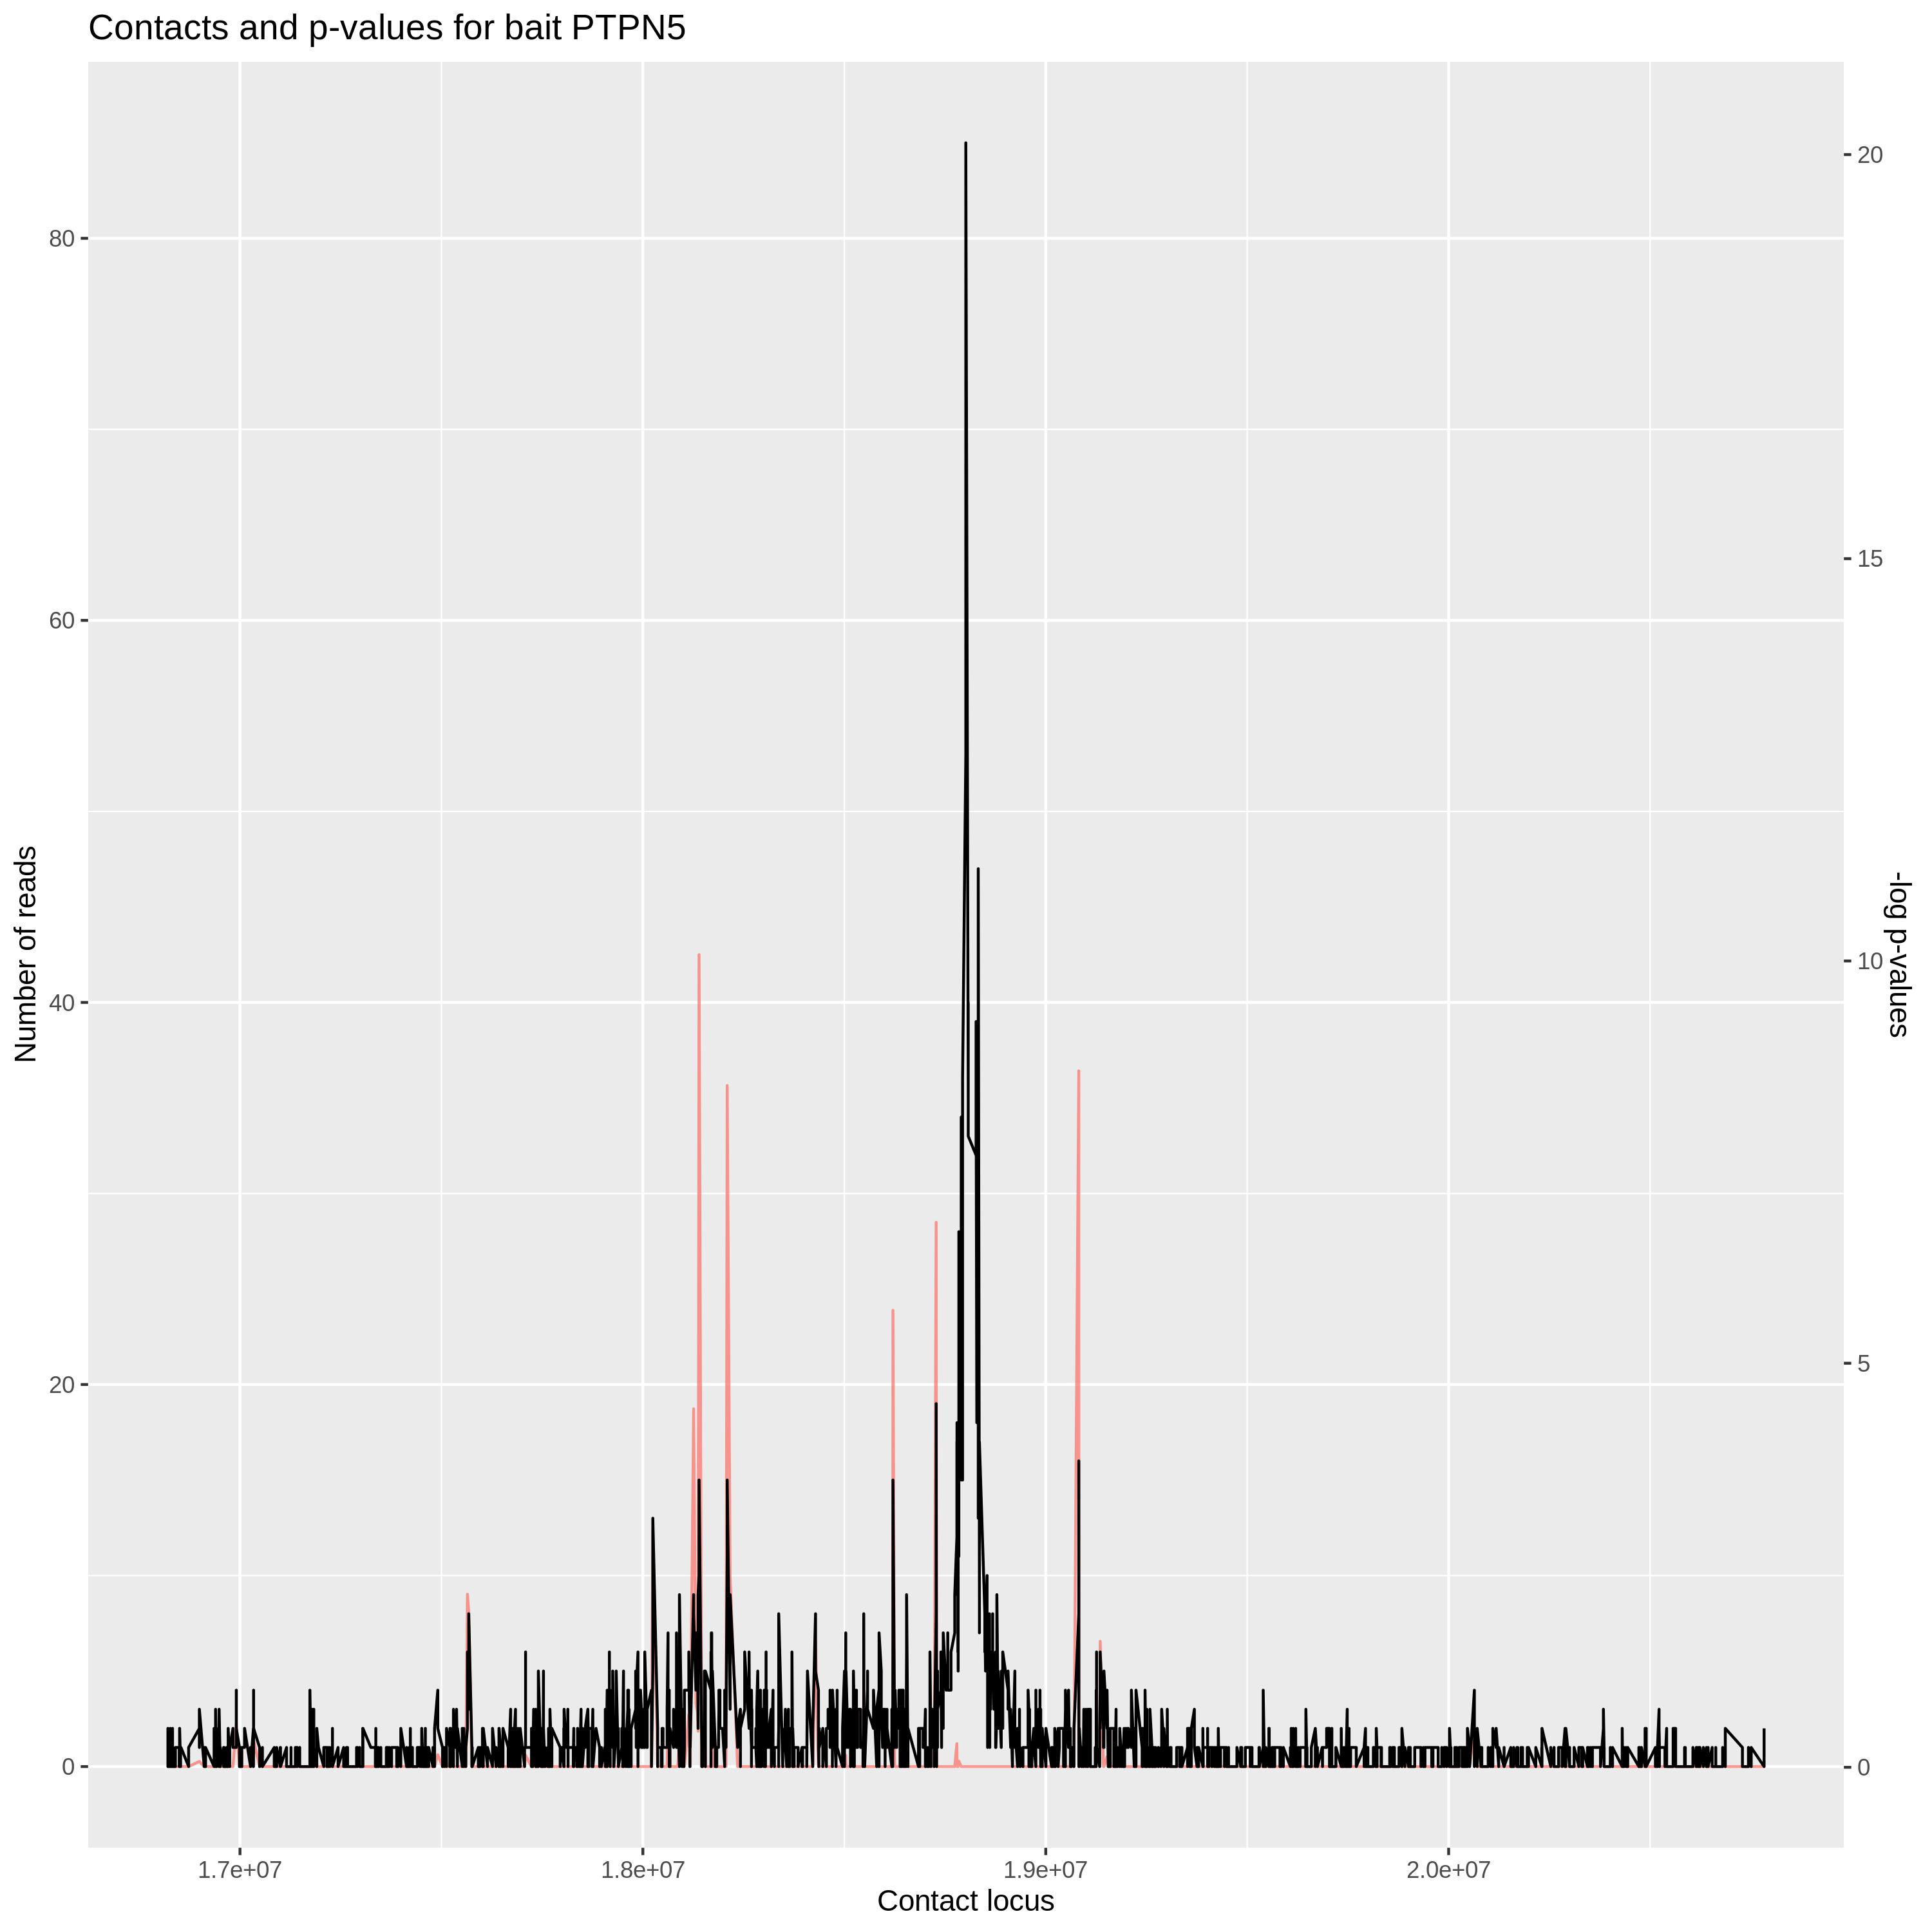 Contacts and p-values for bait PTPN5
20
80
15
60
Number of reads
-log p-values
10
40
20
5
0
0
1.7e+07
1.8e+07
1.9e+07
2.0e+07
Contact locus